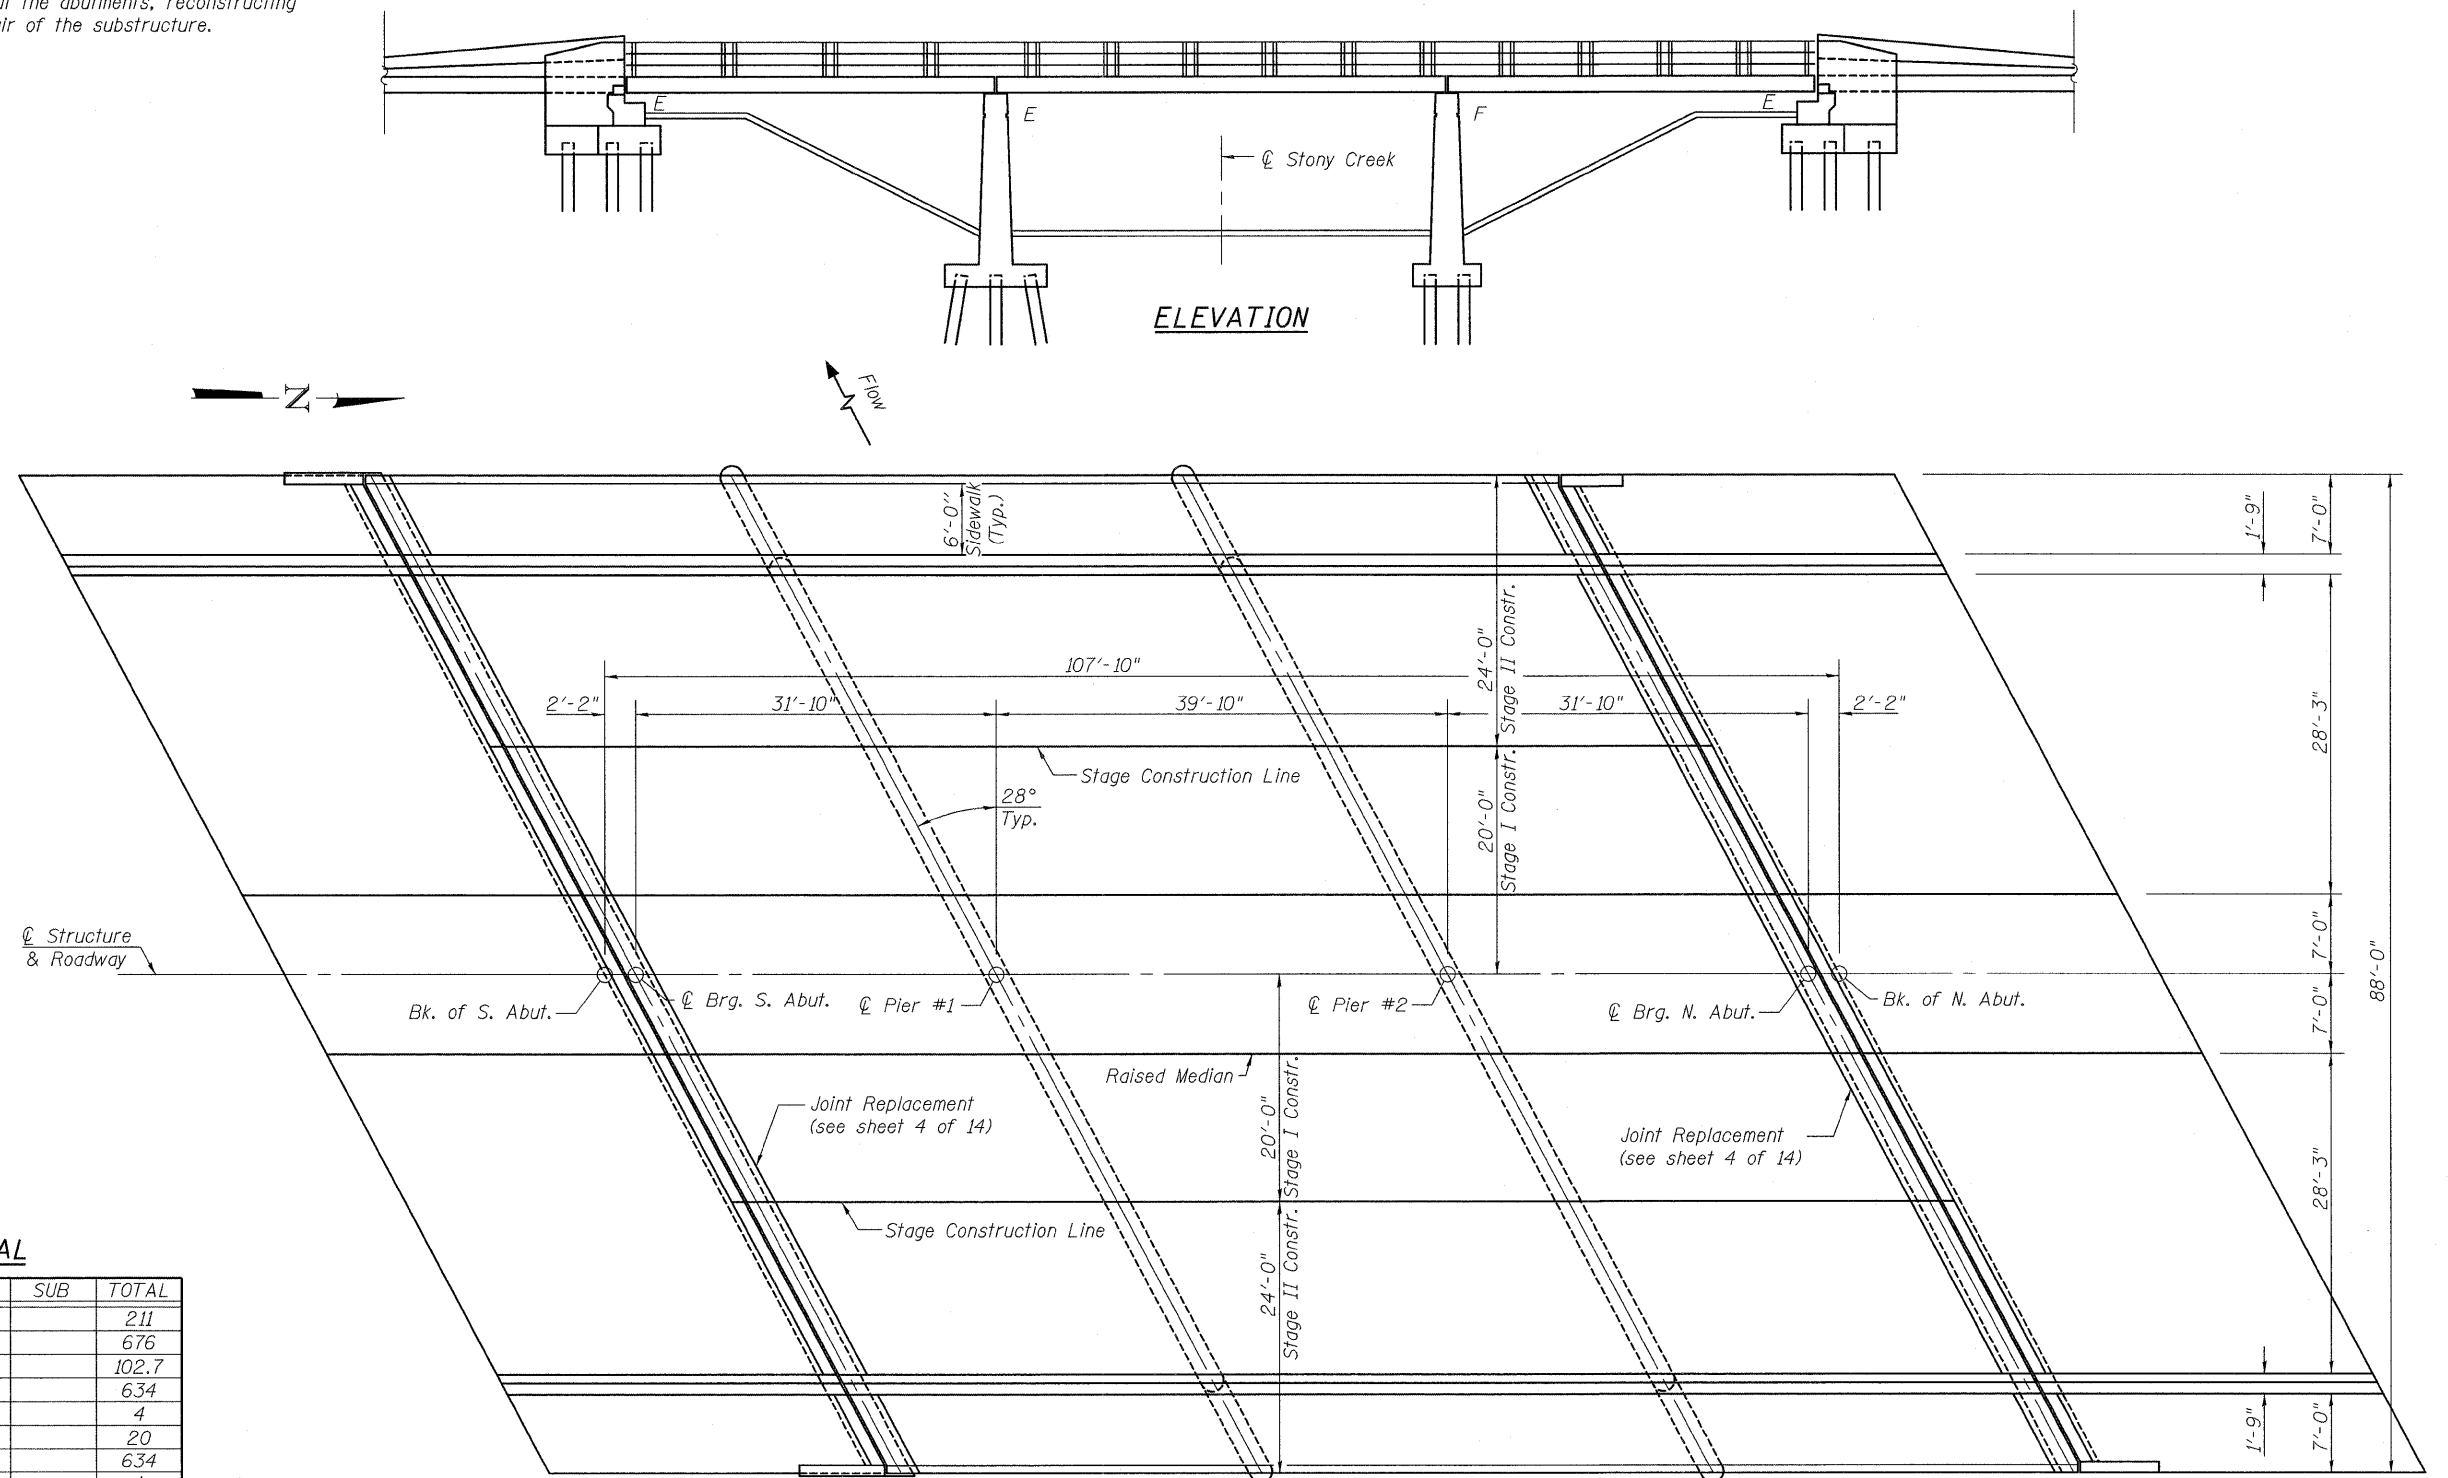 the abutments, reconstructing
of the substructure.
E
E
F
E
℄ Stony Creek
ELEVATION
N
Flow
6'-0"
Sidewalk
(Typ.)
24'-0"
Stage II Constr.
1'-9"
7'-0"
107'-10"
2'-2"
31'-10"
39'-10"
31'-10"
2'-2"
28'-3"
Stage Construction Line
28°
Typ.
20'-0"
Stage I Constr.
℄ Structure
& Roadway
7'-0"
88'-0"
Bk. of S. Abut.
℄ Brg. S. Abut.
℄ Pier #1
℄ Pier #2
℄ Brg. N. Abut.
Bk. of N. Abut.
7'-0"
Raised Median
Joint Replacement
(see sheet 4 of 14)
20'-0"
Stage I Constr.
Joint Replacement
(see sheet 4 of 14)
28'-3"
Stage Construction Line
24'-0"
Stage II Constr.
1'-9"
7'-0"
SUB TOTAL
211
676
102.7
634
4
20
634